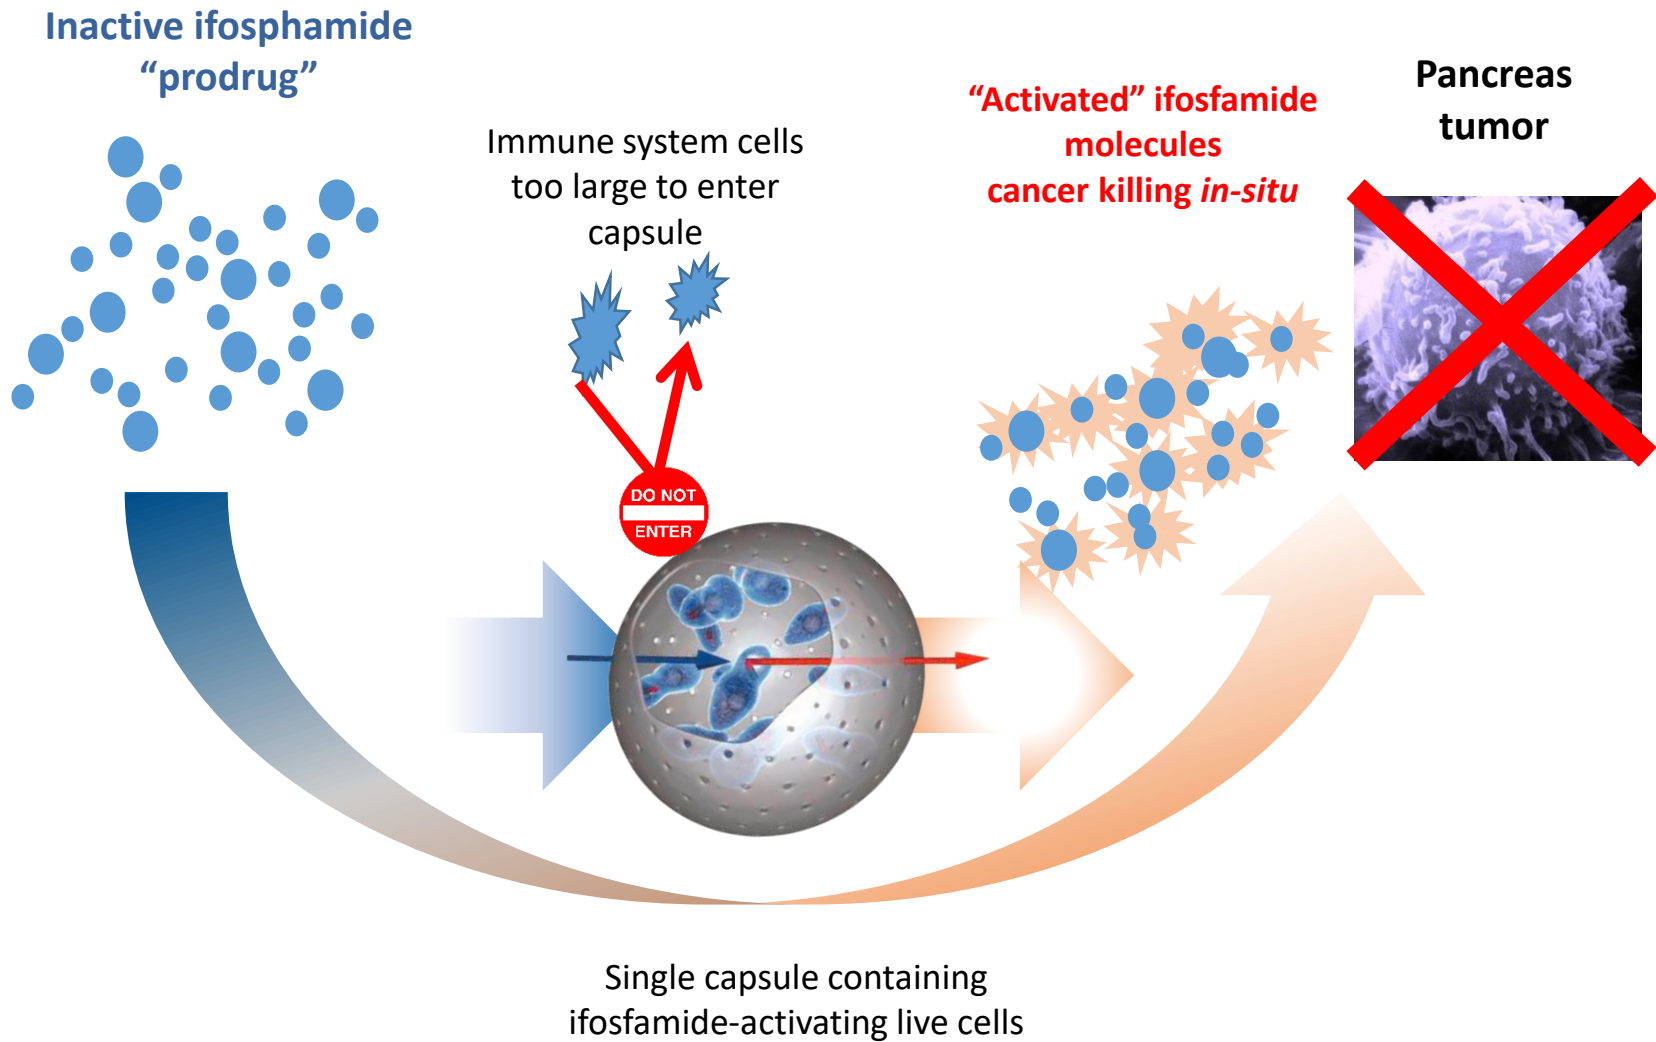 Inactive ifosphamide
“prodrug”
Immune system cells
too large to enter
capsule
“Activated” ifosfamide
molecules
cancer killing in-situ
Pancreas
tumor
DO NOT
ENTER
Single capsule containing
ifosfamide-activating live cells